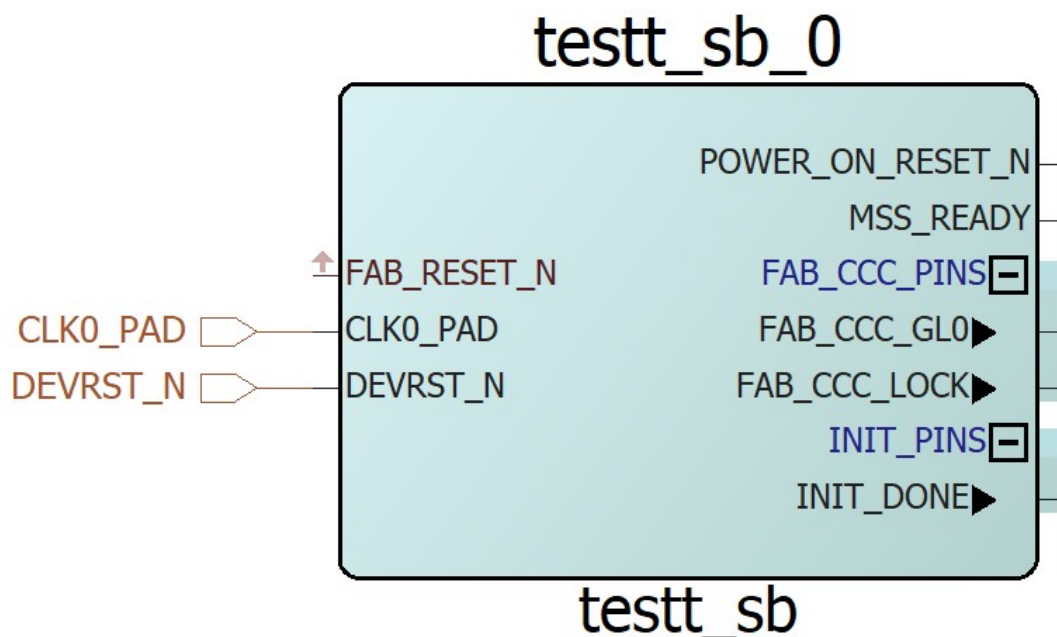 testt_sb_0
POWER_ON_RESET_N
MSS_READY
FAB_RESET_N FAB_CCC_PINS
CLK0_PAD CLK0_PAD FAB_CCC_GL0
DEVRST_N DEVRST_N FAB_CCC_LOCK
INIT_PINS
INIT_DONE
testt_sb